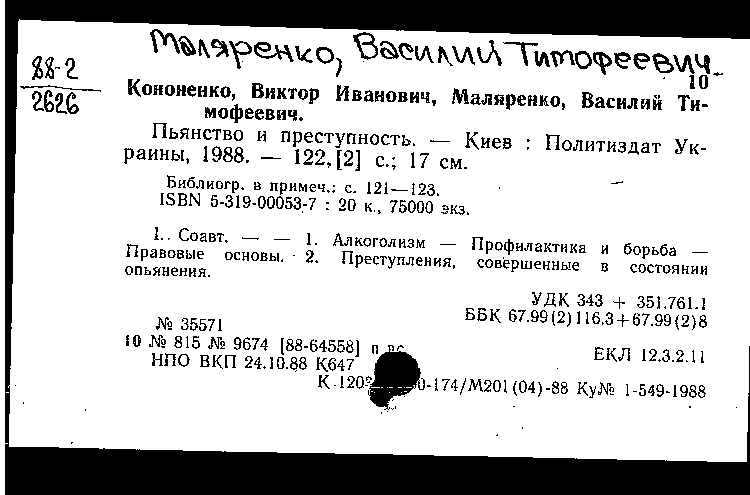 Маляренко, Василий Тимофеевич
88-2
2626
10
Кононенко, Виктор Иванович, Маляренко, Василий Ти-
мофеевич.
Пьянство и преступность. — Киев : Политиздат Ук-
раины, 1988. — 122,[2] с.; 17 см.
Библиогр. в примеч.: с. 121—123.
ISBN 5-319-00053-7 : 20 к., 75000 экз.
1.. Соавт. — — 1. Алкоголизм — Профилактика и борьба —
Правовые основы. 2. Преступления, совершенные в состоянии
опьянения.
УДК 343 + 351.761.1
ББК 67.99(2)116.3+67.99(2)8
№ 35571
10 № 815 № 9674 [88-64558] п вс
ЕКЛ 12.3.2.11
НПО ВКП 24.10.88 К647
К 120 0-174/М201(04)-88 Ку№ 1-549-1988